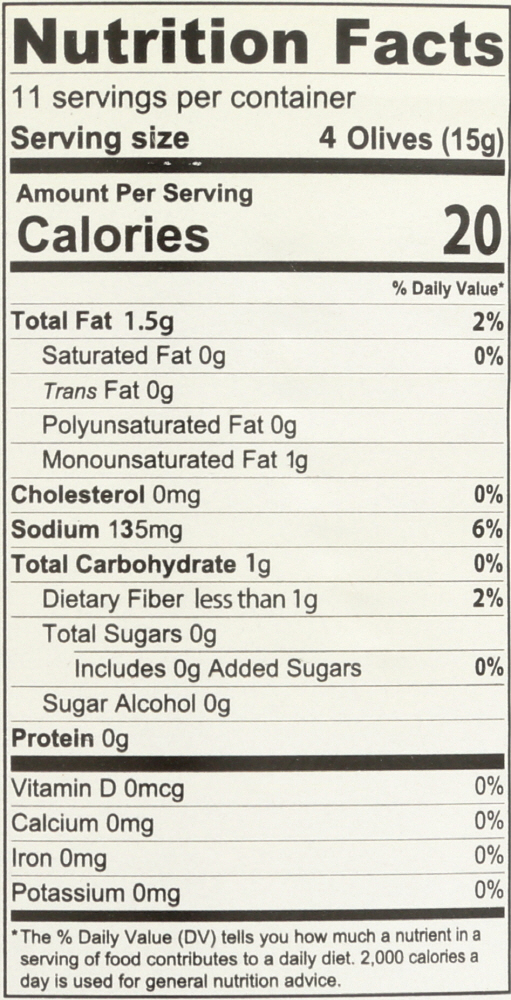 Nutrition Facts
11 servings per container
Serving size 4 Olives (15g)
Amount Per Serving
Calories 20
% Daily Value*
Total Fat 1.5g 2%
Saturated Fat 0g 0%
Trans Fat 0g
Polyunsaturated Fat 0g
Monounsaturated Fat 1g
Cholesterol 0mg 0%
Sodium 135mg 6%
Total Carbohydrate 1g 0%
Dietary Fiber less than 1g 2%
Total Sugars 0g
Includes 0g Added Sugars 0%
Sugar Alcohol 0g
Protein 0g
Vitamin D 0mcg 0%
Calcium 0mg 0%
Iron 0mg 0%
Potassium 0mg 0%
*The % Daily Value (DV) tells you how much a nutrient in a
serving of food contributes to a daily diet. 2,000 calories a
day is used for general nutrition advice.